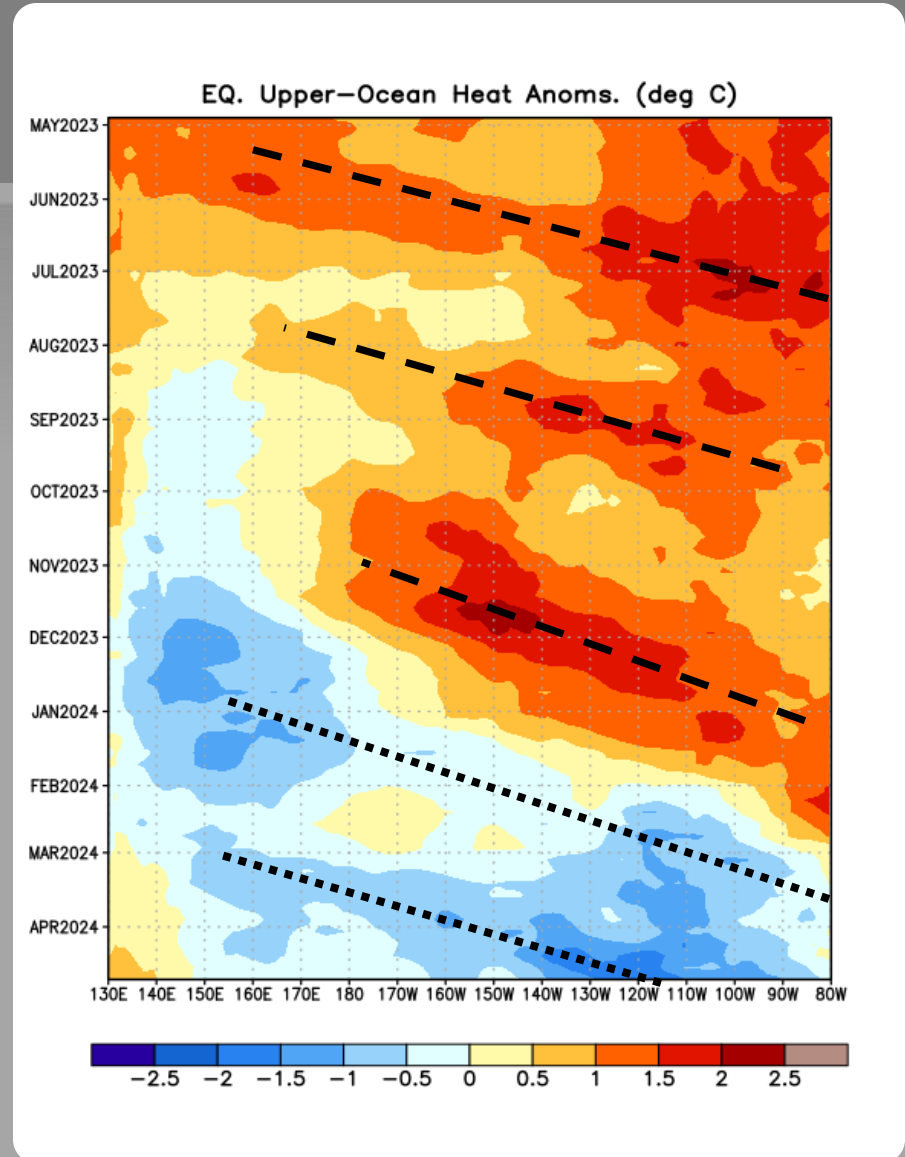 EQ. Upper-Ocean Heat Anoms. (deg C)
MAY2023
JUN2023
JUL2023
AUG2023
SEP2023
OCT2023
NOV2023
DEC2023
JAN2024
FEB2024
MAR2024
APR2024
130E 140E 150E 160E 170E 180 170W 160W 150W 140W 130W 120W 110W 100W 90W 80W
−2.5 −2 −1.5 −1 −0.5 0 0.5 1 1.5 2 2.5